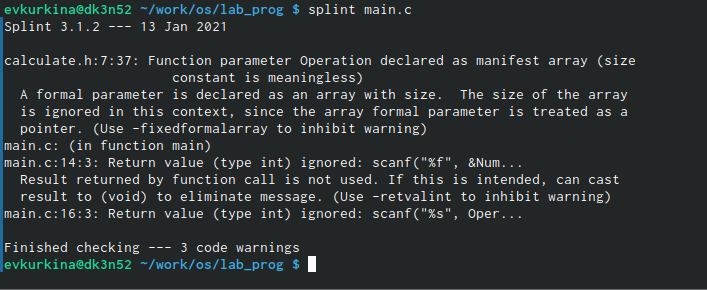 evkurkina@dk3n52 ~/work/os/lab_prog $ splint main.c
Splint 3.1.2 --- 13 Jan 2021
calculate.h:7:37: Function parameter Operation declared as manifest array (size
constant is meaningless)
A formal parameter is declared as an array with size. The size of the array
is ignored in this context, since the array formal parameter is treated as a
pointer. (Use -fixedformalarray to inhibit warning)
main.c: (in function main)
main.c:14:3: Return value (type int) ignored: scanf("%f", &Num...
Result returned by function call is not used. If this is intended, can cast
result to (void) to eliminate message. (Use -retvalint to inhibit warning)
main.c:16:3: Return value (type int) ignored: scanf("%s", Oper...
Finished checking --- 3 code warnings
evkurkina@dk3n52 ~/work/os/lab_prog $